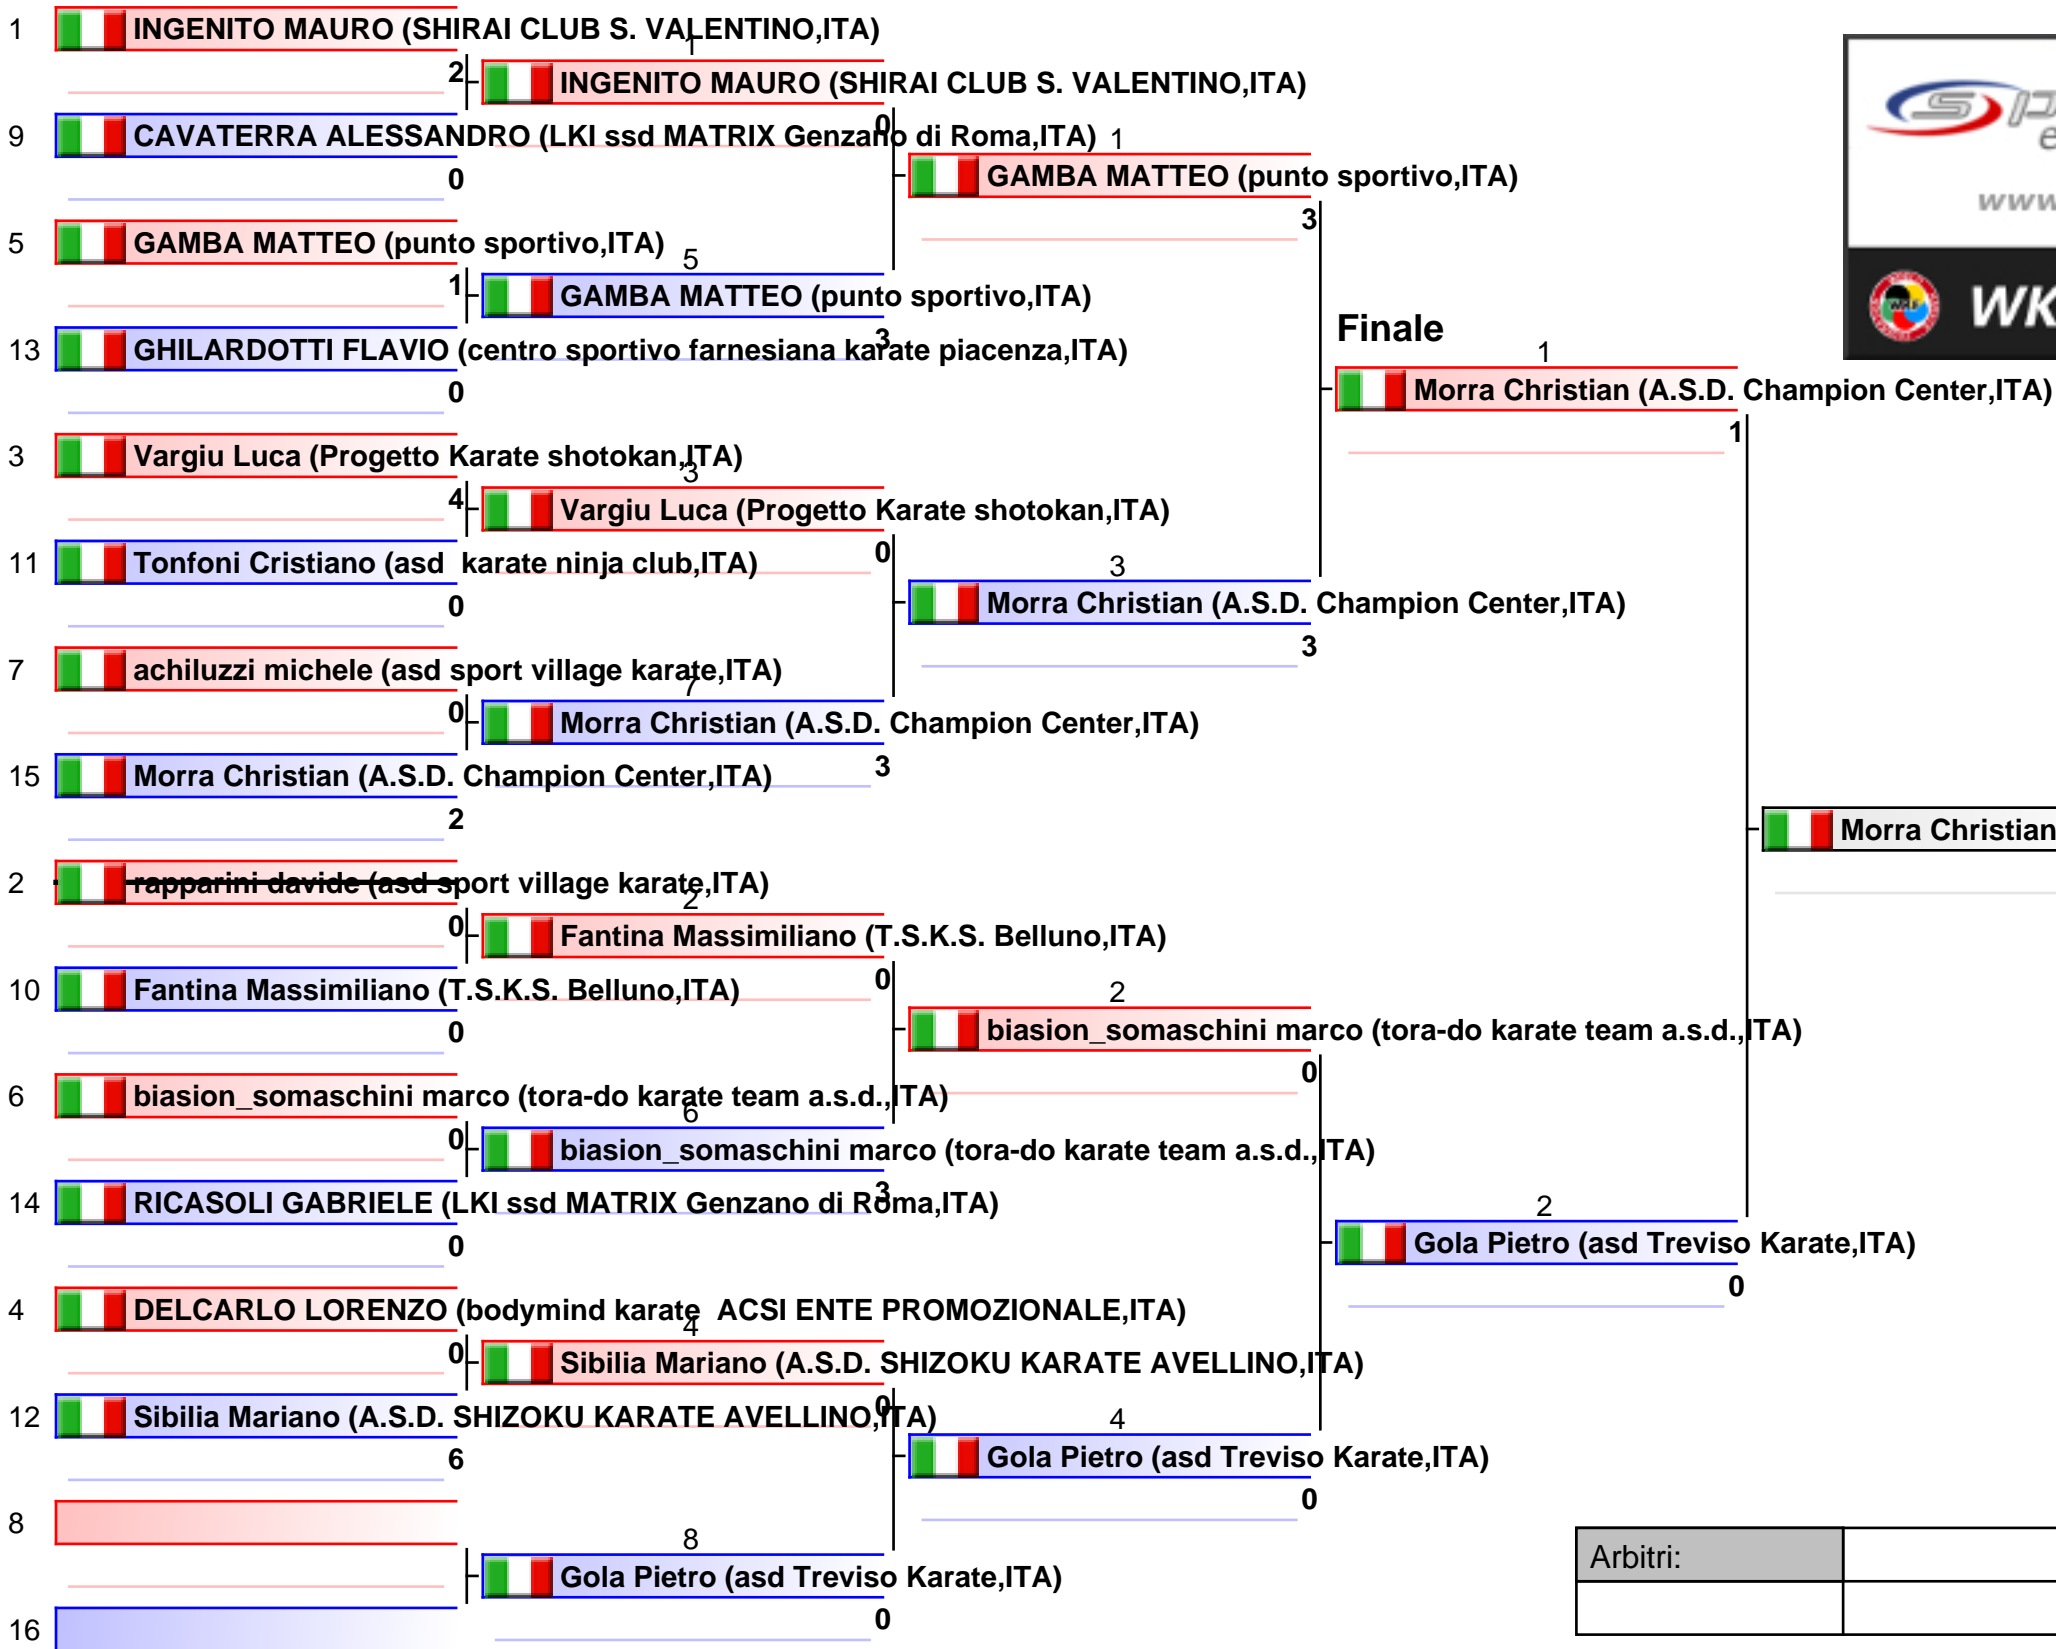 1 INGENITO MAURO (SHIRAI CLUB S. VALENTINO,ITA)
2
9 CAVATERRA ALESSANDRO (LKI ssd MATRIX Genzano di Roma,ITA)
0
5 GAMBA MATTEO (punto sportivo,ITA)
1
13 GHILARDOTTI FLAVIO (centro sportivo farnesiana karate piacenza,ITA)
0
3 Vargiu Luca (Progetto Karate shotokan,ITA)
4
11 Tonfoni Cristiano (asd karate ninja club,ITA)
0
7 achiluzzi michele (asd sport village karate,ITA)
0
15 Morra Christian (A.S.D. Champion Center,ITA)
2
2 rapparini davide (asd sport village karate,ITA)
0
10 Fantina Massimiliano (T.S.K.S. Belluno,ITA)
0
6 biasion_somaschini marco (tora-do karate team a.s.d.,ITA)
0
14 RICASOLI GABRIELE (LKI ssd MATRIX Genzano di Roma,ITA)
0
4 DELCARLO LORENZO (bodymind karate  ACSI ENTE PROMOZIONALE,ITA)
0
12 Sibilia Mariano (A.S.D. SHIZOKU KARATE AVELLINO,ITA)
6
8
16
1
INGENITO MAURO (SHIRAI CLUB S. VALENTINO,ITA)
0
5
GAMBA MATTEO (punto sportivo,ITA)
3
3
Vargiu Luca (Progetto Karate shotokan,ITA)
0
7
Morra Christian (A.S.D. Champion Center,ITA)
3
2
Fantina Massimiliano (T.S.K.S. Belluno,ITA)
0
6
biasion_somaschini marco (tora-do karate team a.s.d.,ITA)
3
4
Sibilia Mariano (A.S.D. SHIZOKU KARATE AVELLINO,ITA)
0
8
Gola Pietro (asd Treviso Karate,ITA)
0
1
GAMBA MATTEO (punto sportivo,ITA)
3
3
Morra Christian (A.S.D. Champion Center,ITA)
3
2
biasion_somaschini marco (tora-do karate team a.s.d.,ITA)
0
4
Gola Pietro (asd Treviso Karate,ITA)
0
Finale
1
Morra Christian (A.S.D. Champion Center,ITA)
1
2
Gola Pietro (asd Treviso Karate,ITA)
0
Morra Christian
www
WK
Arbitri: